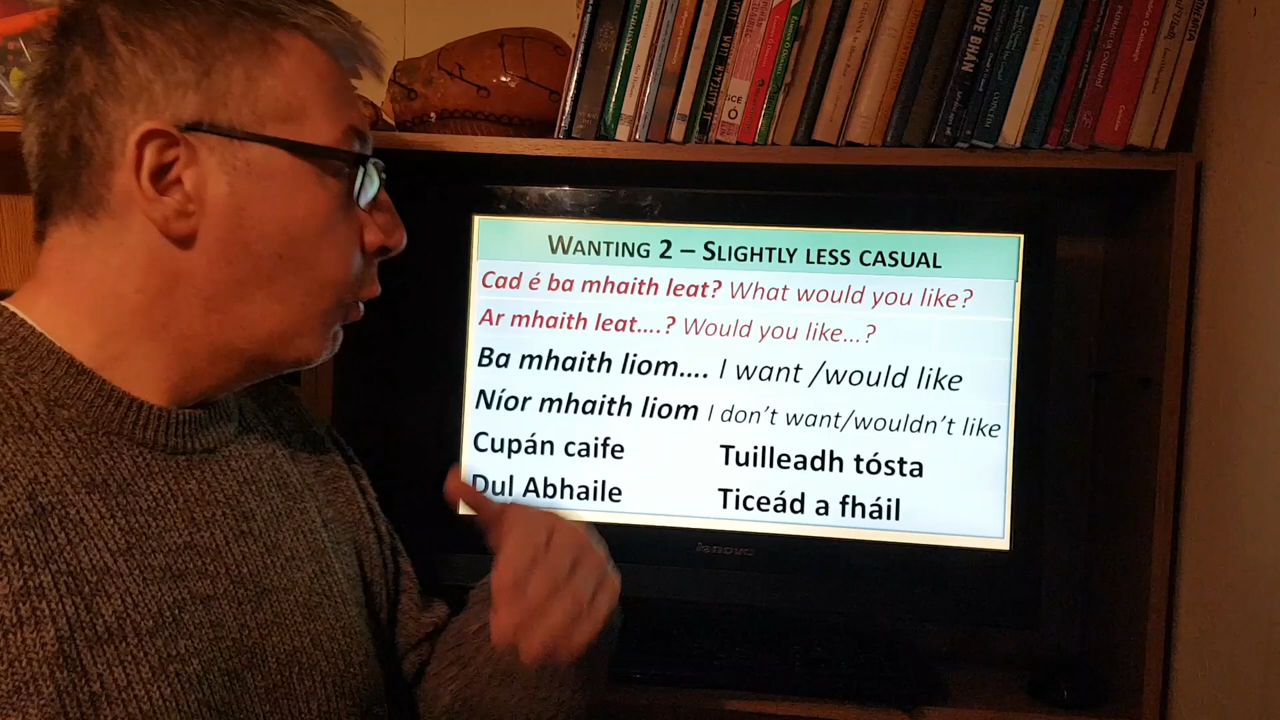 WANTING 2 – SLIGHTLY LESS CASUAL
Cad é ba mhaith leat? What would you like?
Ar mhaith leat....? Would you like...?
Ba mhaith liom.... I want /would like
Níor mhaith liom I don't want/wouldn't like
Cupán caife Tuilleadh tósta
Dul Abhaile Ticeád a fháil
lenovo